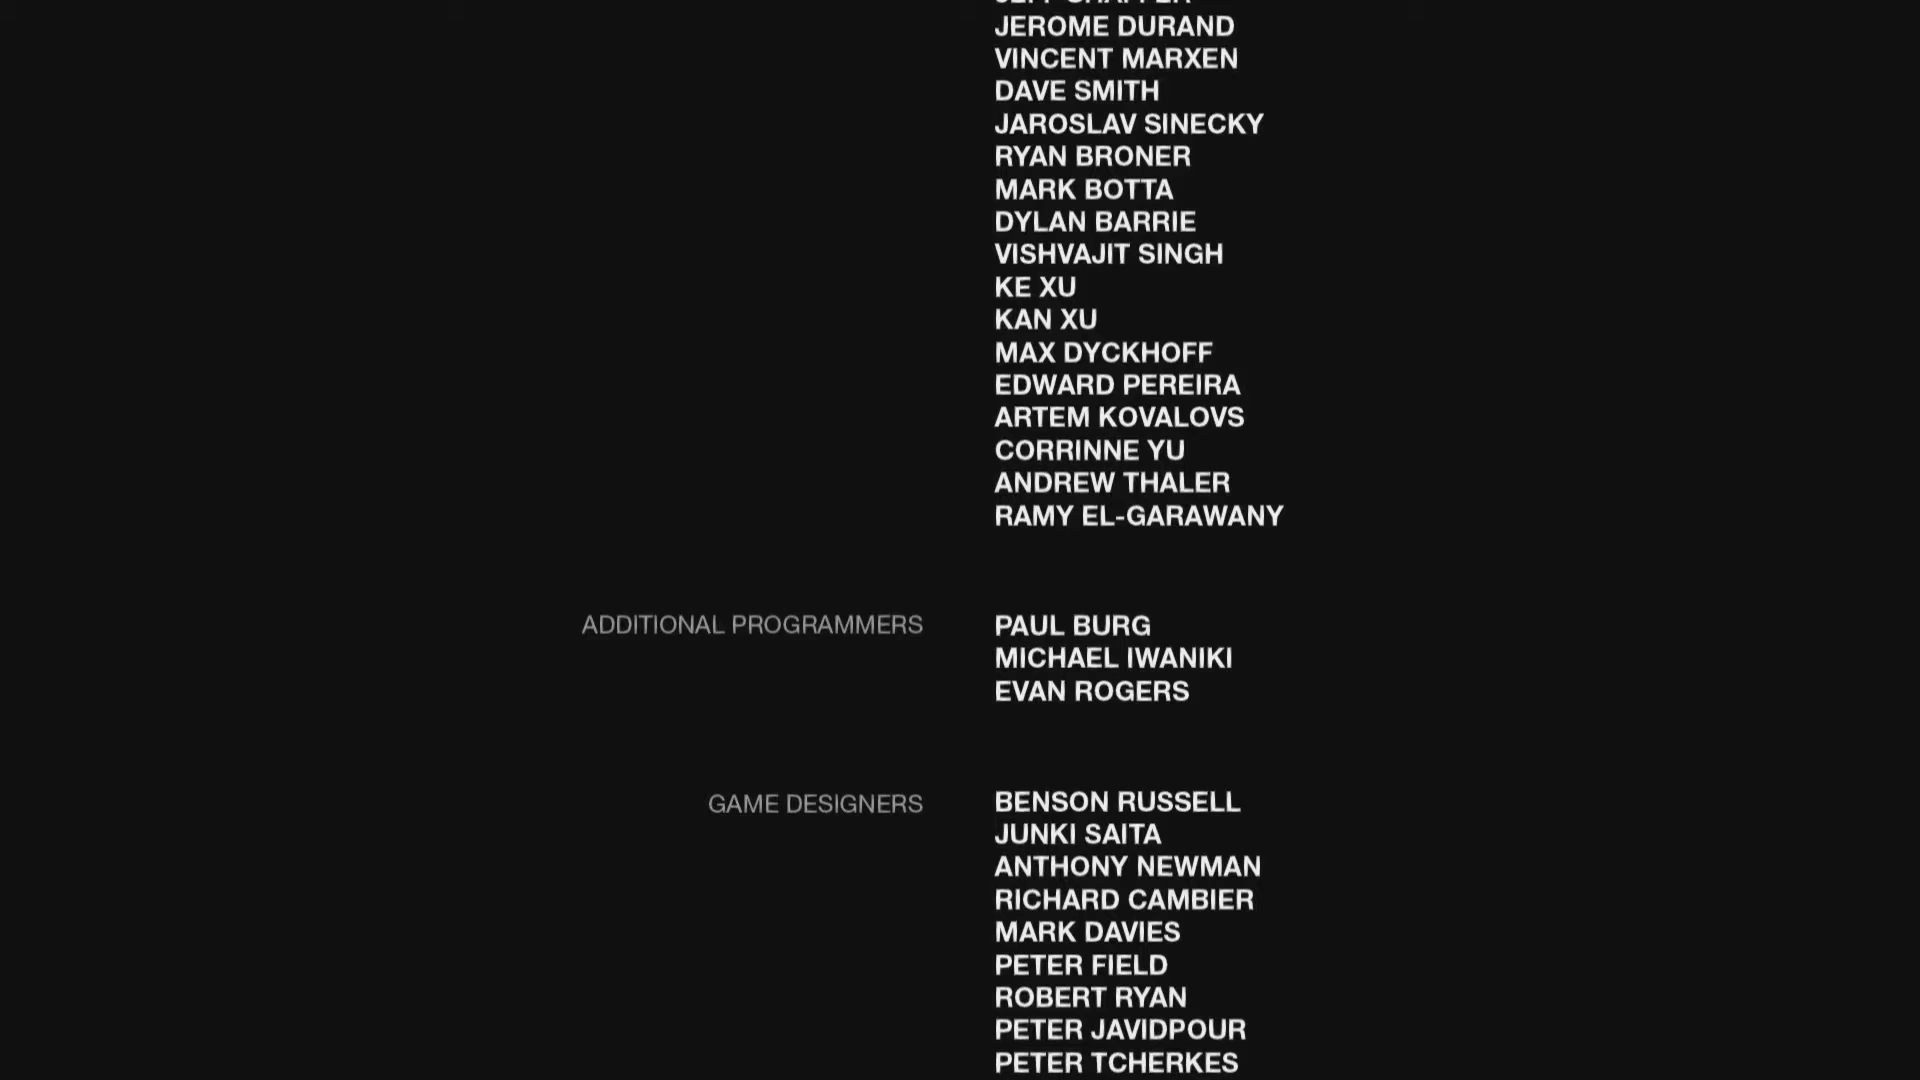 JEROME DURAND
VINCENT MARXEN
DAVE SMITH
JAROSLAV SINECKY
RYAN BRONER
MARK BOTTA
DYLAN BARRIE
VISHVAJIT SINGH
KE XU
KAN XU
MAX DYCKHOFF
EDWARD PEREIRA
ARTEM KOVALOVS
CORRINNE YU
ANDREW THALER
RAMY EL-GARAWANY
ADDITIONAL PROGRAMMERS PAUL BURG
MICHAEL IWANIKI
EVAN ROGERS
GAME DESIGNERS BENSON RUSSELL
JUNKI SAITA
ANTHONY NEWMAN
RICHARD CAMBIER
MARK DAVIES
PETER FIELD
ROBERT RYAN
PETER JAVIDPOUR
PETER TCHERKES